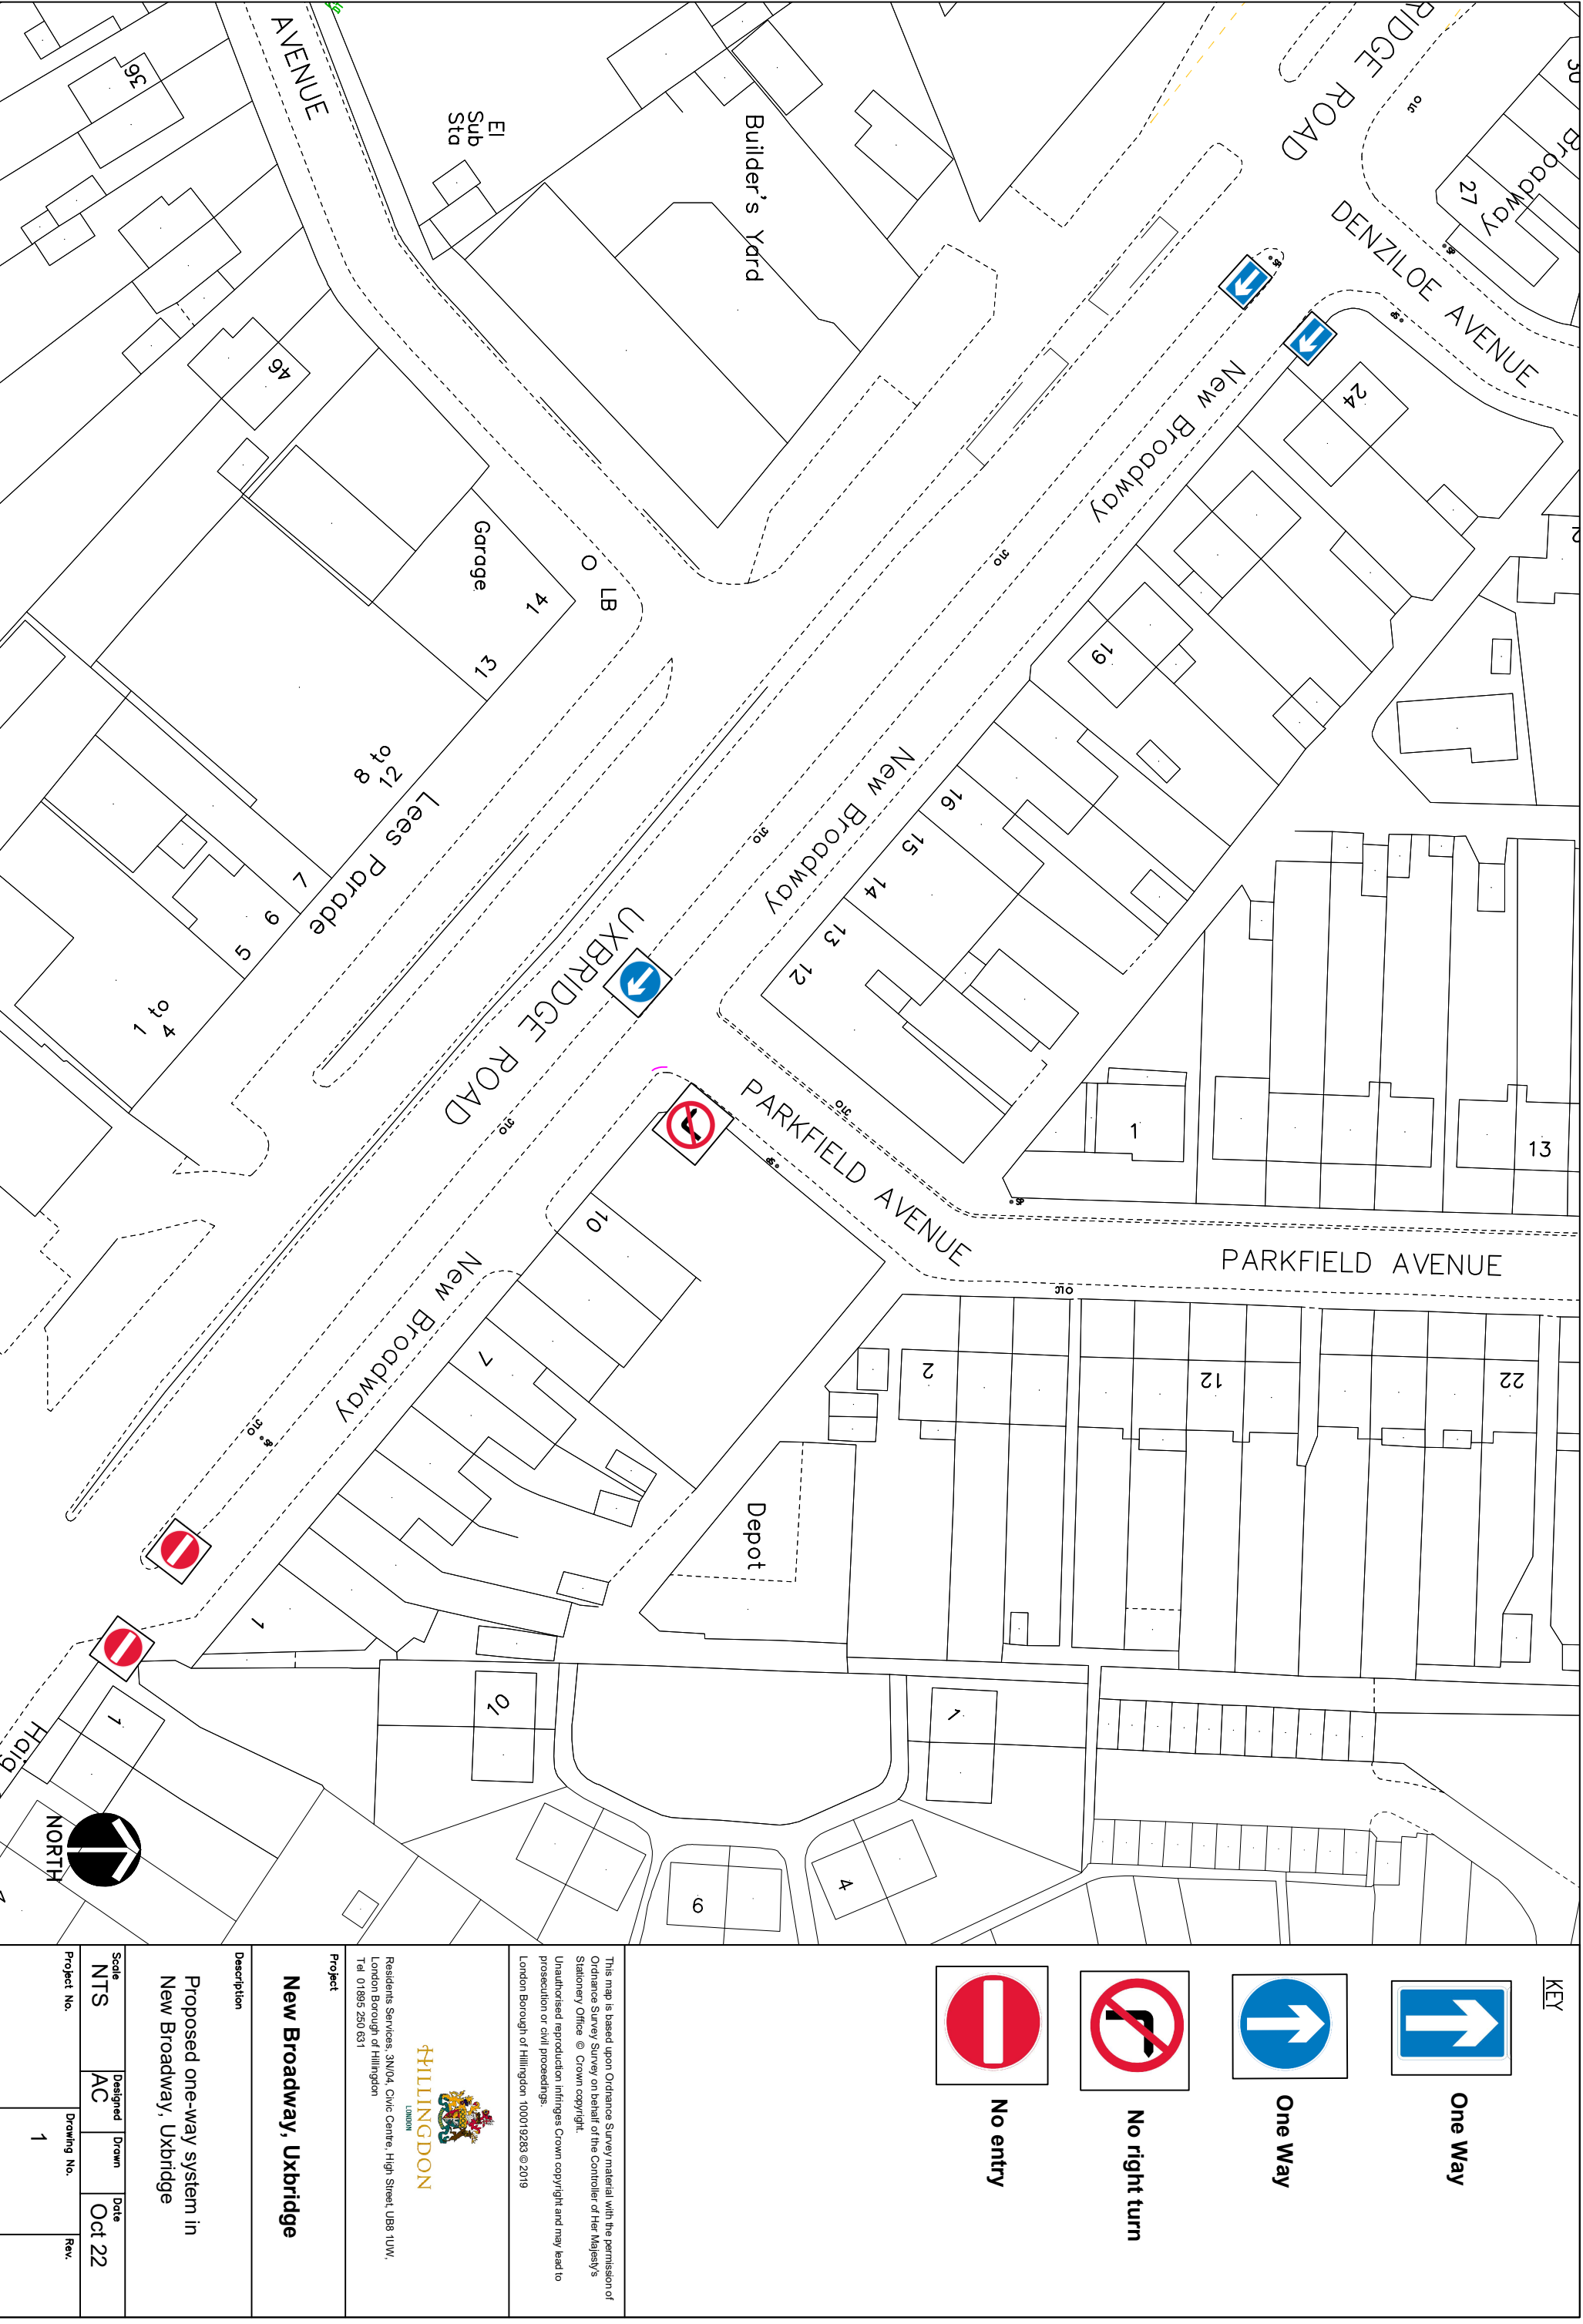 AVENUE
36
El
Sub
Sta
Builder's Yard
RIDGE ROAD
30
Broadway
27
DENZILOE AVENUE
46
Garage
LB
14
13
8 to
12
Lees Parade
7
6
5
1 to
4
UXBRIDGE ROAD
New Broadway
24
19
New Broadway
16
15
14
13
12
PARKFIELD AVENUE
PARKFIELD AVENUE
1
13
10
New Broadway
7
1
2
12
22
Depot
10
1
6
4
1
Haig
NORTH
KEY
One Way
One Way
No right turn
No entry
This map is based upon Ordnance Survey material with the permission of
Ordnance Survey Survey on behalf of the Controller of Her Majesty's
Stationery Office © Crown copyright.
Unauthorised reproduction infringes Crown copyright and may lead to
prosecution or civil proceedings.
London Borough of Hillingdon 100019283 © 2019
HILLINGDON
LONDON
Residents Services, 3N/04, Civic Centre, High Street, UB8 1UW.
London Borough of Hillingdon
Tel 01895 250 631
Project
New Broadway, Uxbridge
Description
Proposed one-way system in
New Broadway, Uxbridge
Scale
NTS
Designed
AC
Drawn
Date
Oct 22
Project No.
Drawing No.
1
Rev.